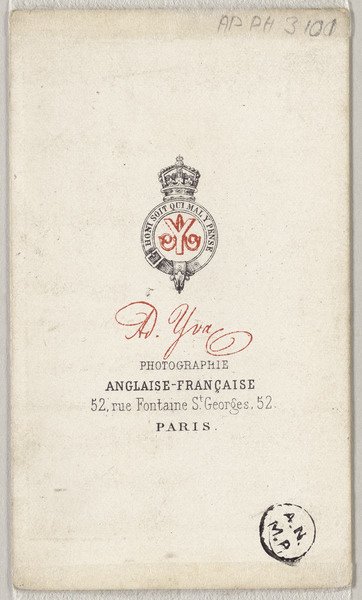 AP PH 3101
HONI SOIT QUI MAL Y PENSE
Ad. Yva
PHOTOGRAPHIE
ANGLAISE-FRANÇAISE
52, rue Fontaine St Georges, 52.
PARIS.
A.N.
M.P.